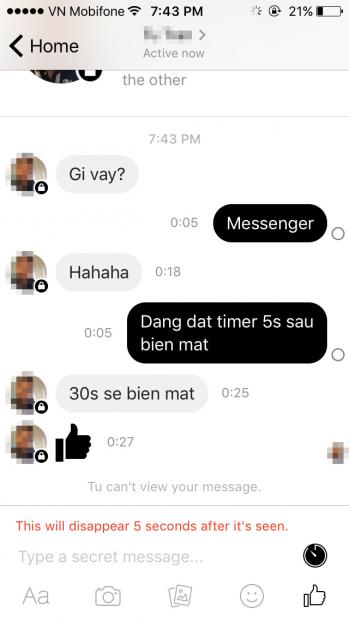 VN Mobifone 7:43 PM 21%
Home
Active now
the other
7:43 PM
Gi vay?
0:05 Messenger
Hahaha 0:18
Dang dat timer 5s sau
0:05
bien mat
30s se bien mat 0:25
0:27
Tu can't view your message.
This will disappear 5 seconds after it's seen.
Type a secret message...
Aa